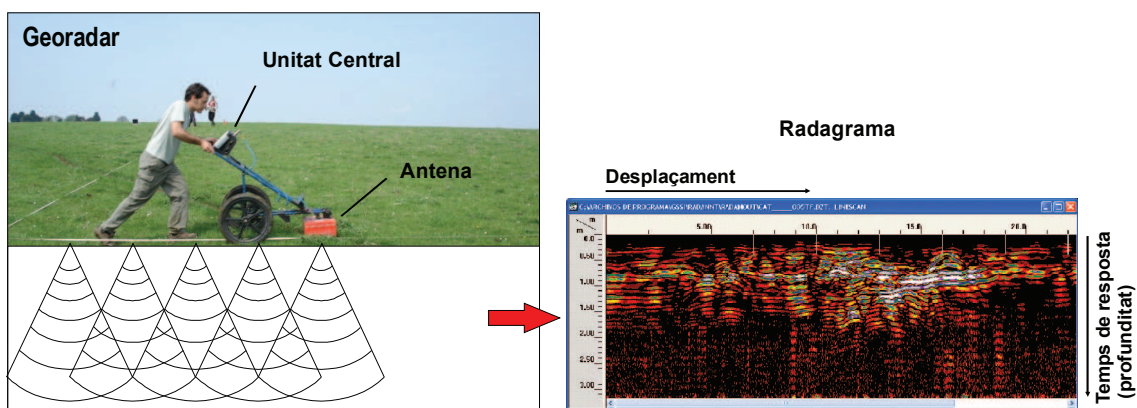 Georadar
Unitat Central
Antena
Radagrama
Desplaçament
m
m
5.00
10.0
15.0
20.0
0.0
0.50
1.00
1.50
2.00
2.50
3.00
Temps de resposta
(profunditat)